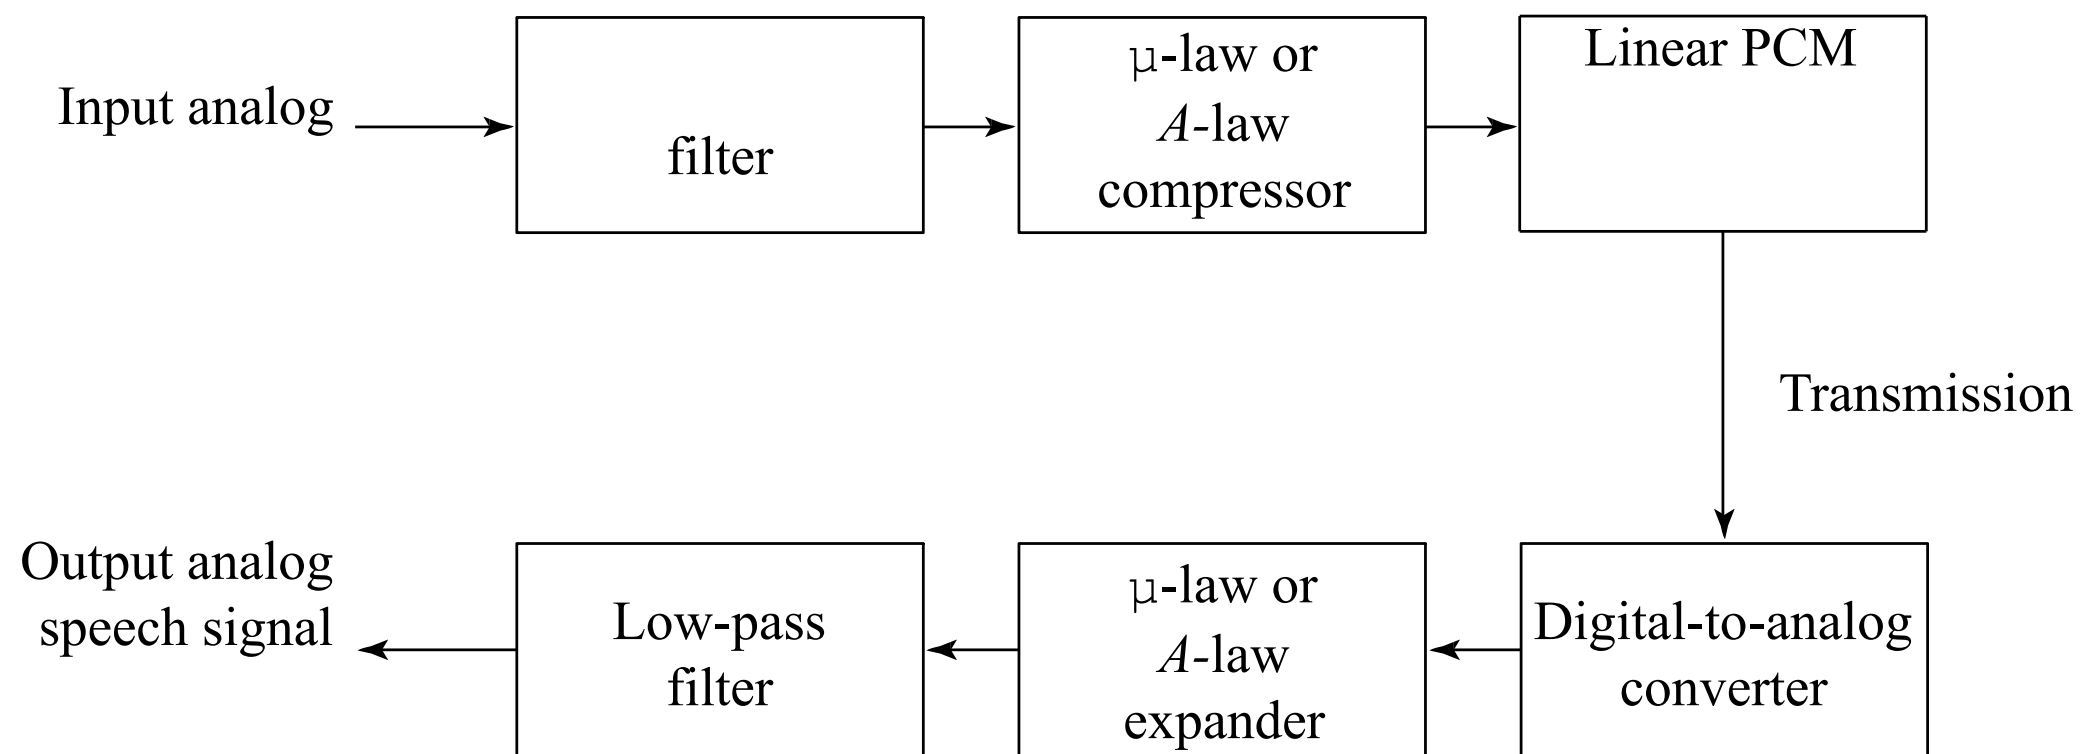 Input analog
filter
μ-law or
A-law
compressor
Linear PCM
Transmission
Output analog
speech signal
Low-pass
filter
μ-law or
A-law
expander
Digital-to-analog
converter